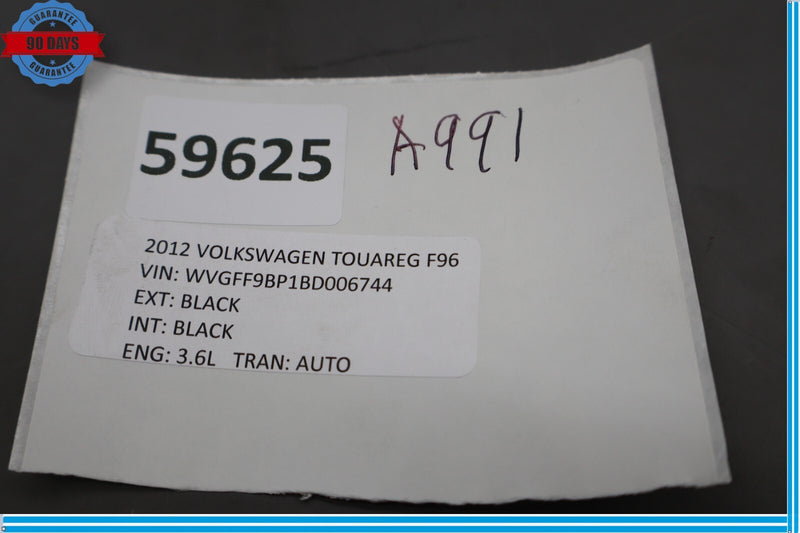 GUARANTEE
90 DAYS
GUARANTEE
59625
A991
2012 VOLKSWAGEN TOUAREG F96
VIN: WVGFF9BP1BD006744
EXT: BLACK
INT: BLACK
ENG: 3.6L TRAN: AUTO